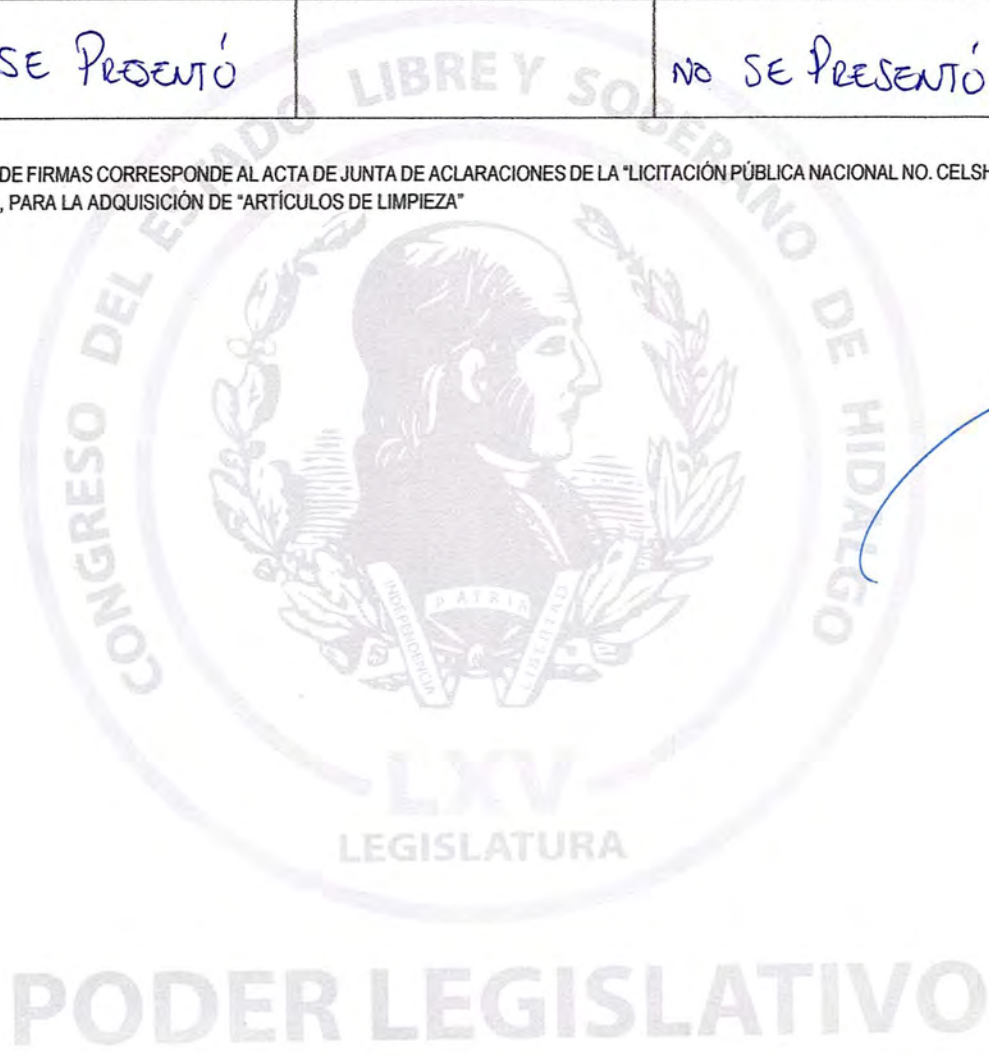 SE PRESENTÓ
NO SE PRESENTÓ
DE FIRMAS CORRESPONDE AL ACTA DE JUNTA DE ACLARACIONES DE LA "LICITACIÓN PÚBLICA NACIONAL NO. CELSH
, PARA LA ADQUISICIÓN DE "ARTÍCULOS DE LIMPIEZA"
CONGRESO DEL ESTADO LIBRE Y SOBERANO DE HIDALGO
INDEPENDENCIA PATRIA LIBERTAD
LXV
LEGISLATURA
PODER LEGISLATIVO